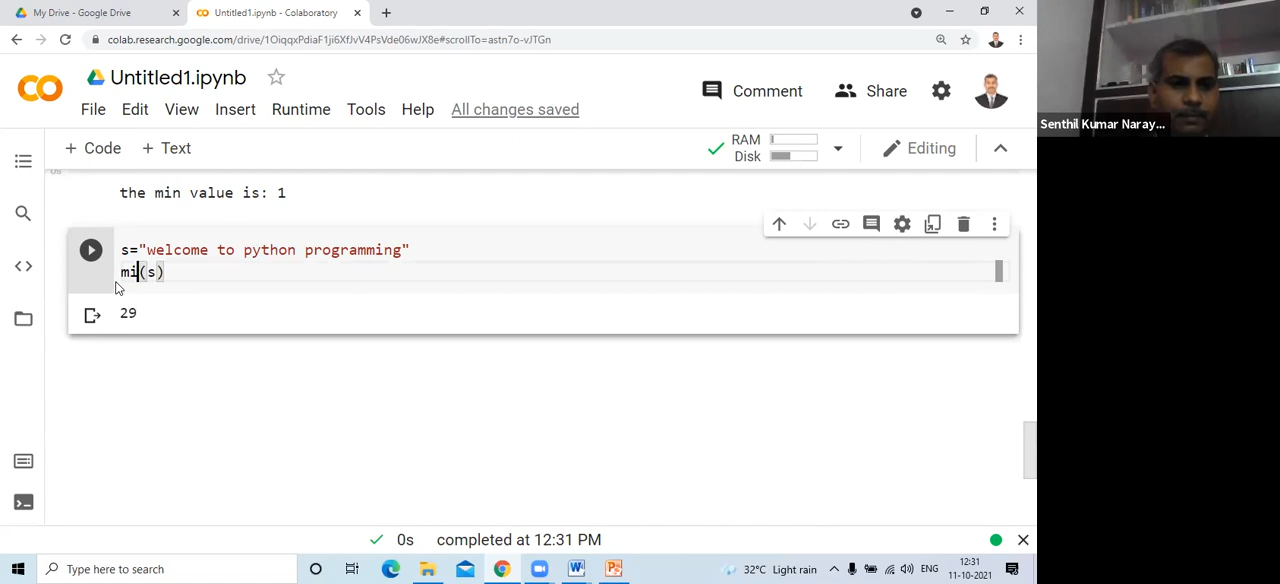 My Drive - Google Drive
Untitled1.ipynb - Colaboratory
colab.research.google.com/drive/1OiqqxPdiaF1ji6XfJvV4PsVde06wJX8e#scrollTo=astn7o-vJTGn
Untitled1.ipynb
File Edit View Insert Runtime Tools Help All changes saved
Comment Share
+ Code + Text
RAM
Disk
Editing
0s
the min value is: 1
s="welcome to python programming"
mi(s)
29
0s completed at 12:31 PM
Type here to search
32°C Light rain
ENG
12:31
11-10-2021
Senthil Kumar Naray...